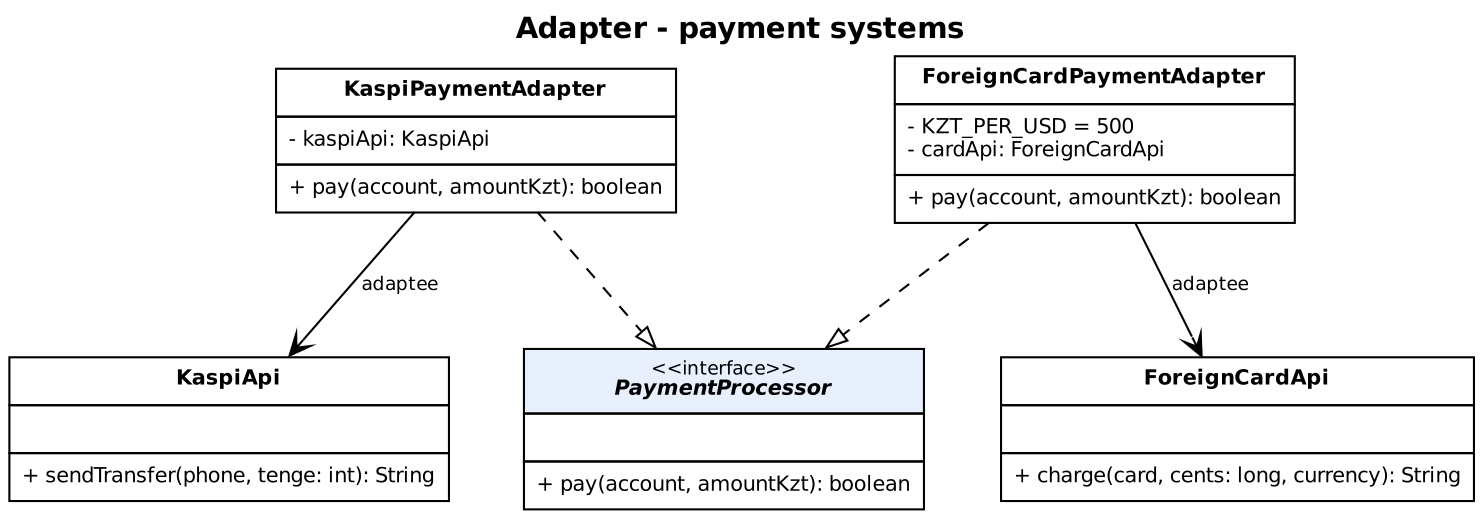 Adapter - payment systems
KaspiPaymentAdapter
- kaspiApi: KaspiApi
+ pay(account, amountKzt): boolean
ForeignCardPaymentAdapter
- KZT_PER_USD = 500
- cardApi: ForeignCardApi
+ pay(account, amountKzt): boolean
adaptee
adaptee
KaspiApi
+ sendTransfer(phone, tenge: int): String
<<interface>>
PaymentProcessor
+ pay(account, amountKzt): boolean
ForeignCardApi
+ charge(card, cents: long, currency): String